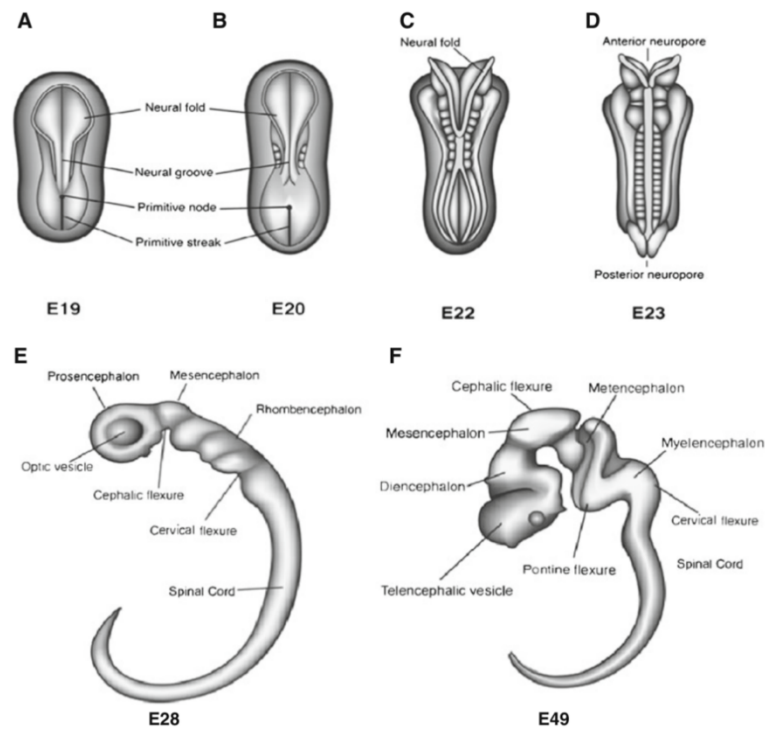 A
B
C
D
Neural fold
Neural fold
Anterior neuropore
Neural groove
Primitive node
Primitive streak
Posterior neuropore
E19
E20
E22
E23
E
F
Prosencephalon
Mesencephalon
Rhombencephalon
Optic vesicle
Cephalic flexure
Cervical flexure
Spinal Cord
E28
Cephalic flexure
Metencephalon
Mesencephalon
Myelencephalon
Diencephalon
Cervical flexure
Pontine flexure
Spinal Cord
Telencephalic vesicle
E49